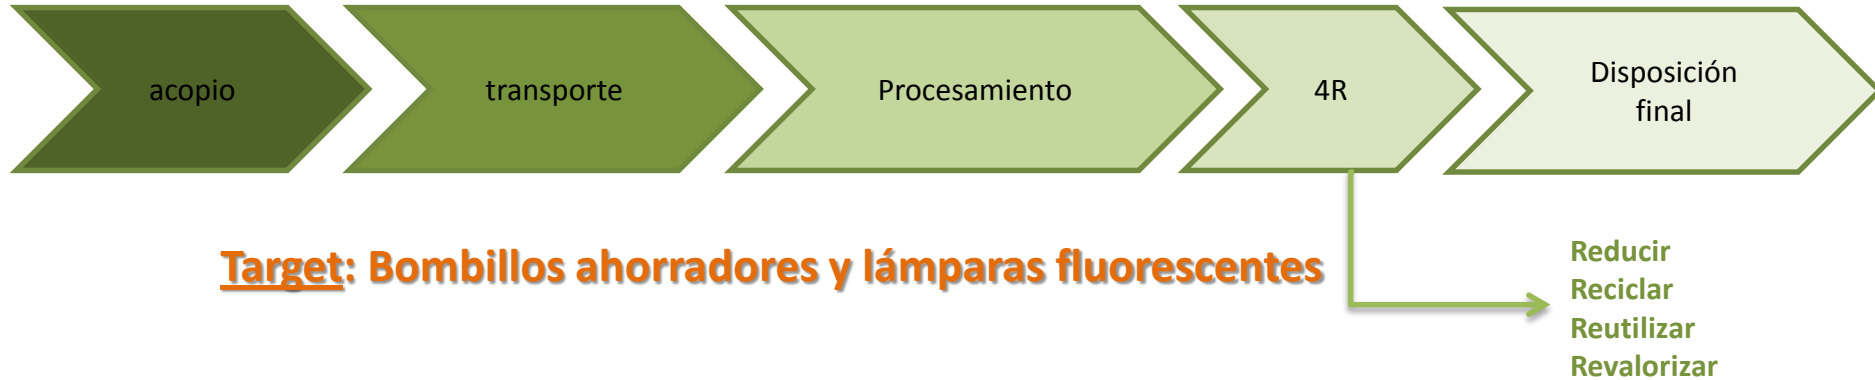 acopio
transporte
Procesamiento
4R
Disposición
final
Target: Bombillos ahorradores y lámparas fluorescentes
Reducir
Reciclar
Reutilizar
Revalorizar